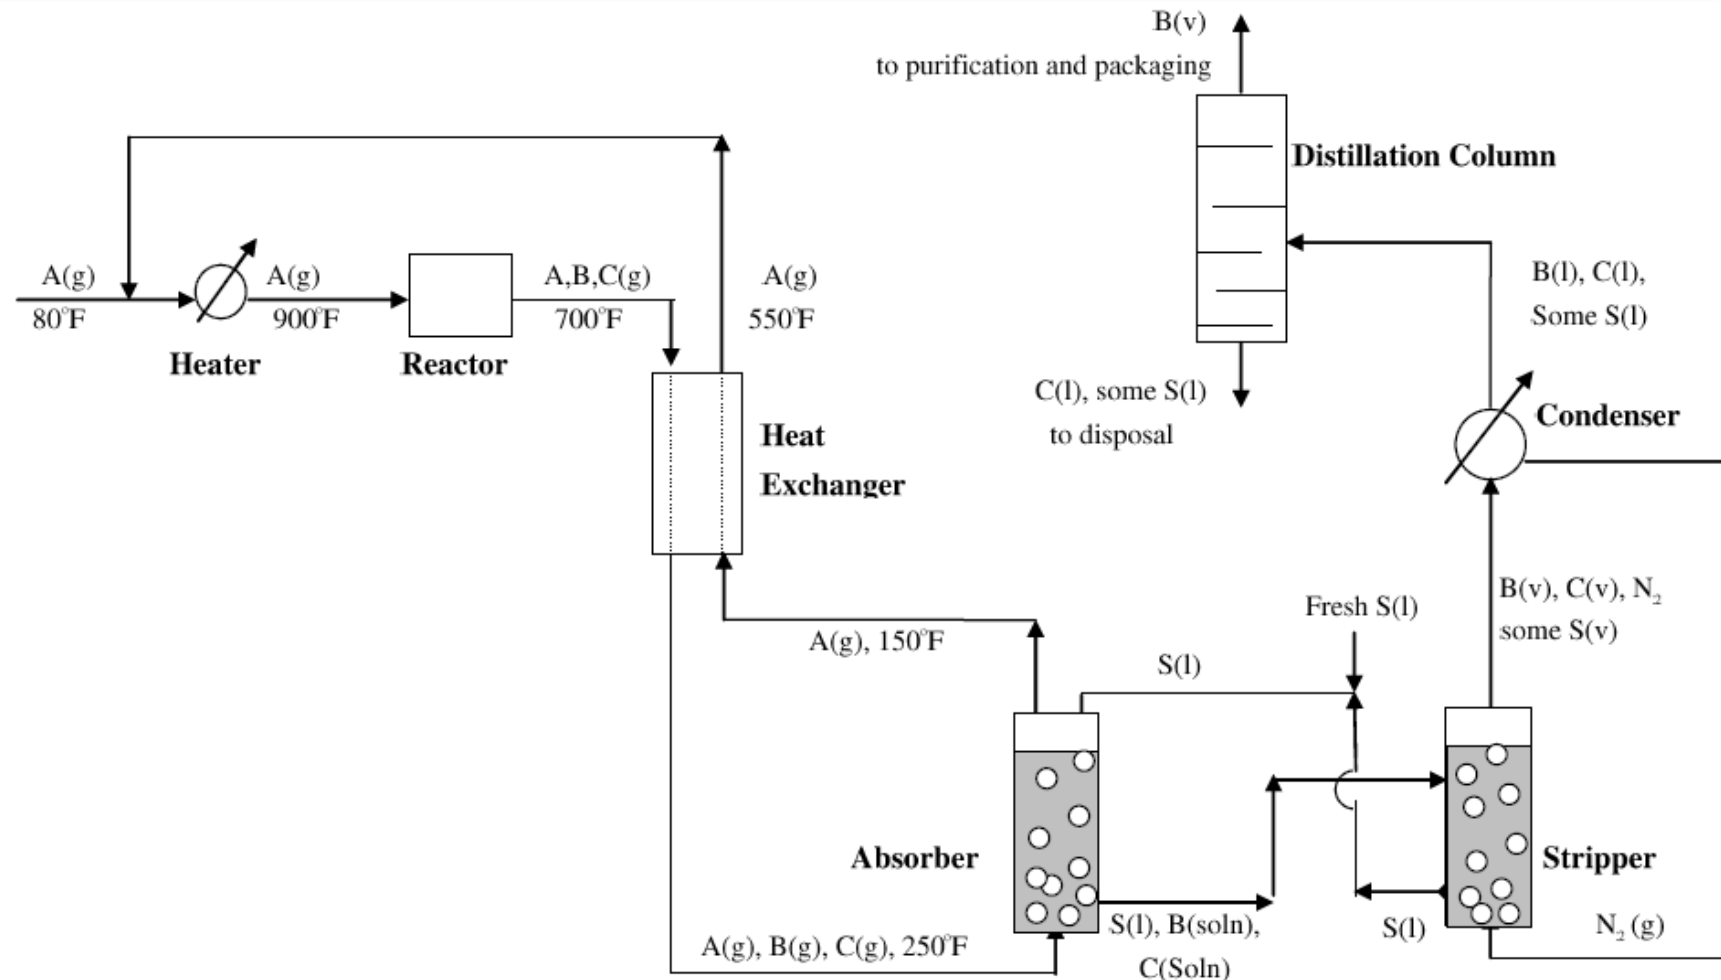 B(v)
to purification and packaging
Distillation Column
A(g)
80°F
Heater
A(g)
900°F
Reactor
A,B,C(g)
700°F
A(g)
550°F
B(l), C(l),
Some S(l)
C(l), some S(l)
to disposal
Condenser
Heat
Exchanger
B(v), C(v), N₂
some S(v)
Fresh S(l)
A(g), 150°F
S(l)
Absorber
Stripper
S(l), B(soln),
C(Soln)
S(l)
N₂ (g)
A(g), B(g), C(g), 250°F